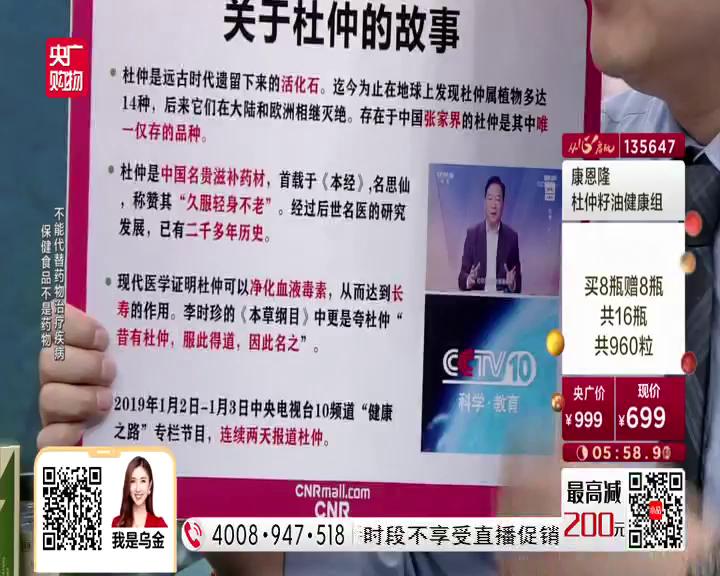 关于杜仲的故事
央广
购物
杜仲是远古时代遗留下来的活化石。迄今为止在地球上发现杜仲属植物多达
14种，后来它们在大陆和欧洲相继灭绝。存在于中国张家界的杜仲是其中唯
一仅存的品种。
杜仲是中国名贵滋补药材，首载于《本经》,名思仙
，称赞其“久服轻身不老”。经过后世名医的研究
发展，已有二千多年历史。
现代医学证明杜仲可以净化血液毒素，从而达到长
寿的作用。李时珍的《本草纲目》中更是夸杜仲“
昔有杜仲，服此得道，因此名之”。
2019年1月2日-1月3日中央电视台10频道“健康
之路”专栏节目，连续两天报道杜仲。
CCTV 10
科学·教育
CNRmall.com
CNR
不能代替药物治疗疾病
保健食品不是药物
135647
康恩隆
杜仲籽油健康组
买8瓶赠8瓶
共16瓶
共960粒
央广价
¥999
现价
¥699
05:58.9
最高减
200元
我是乌金
4008·947·518
时段不享受直播促销